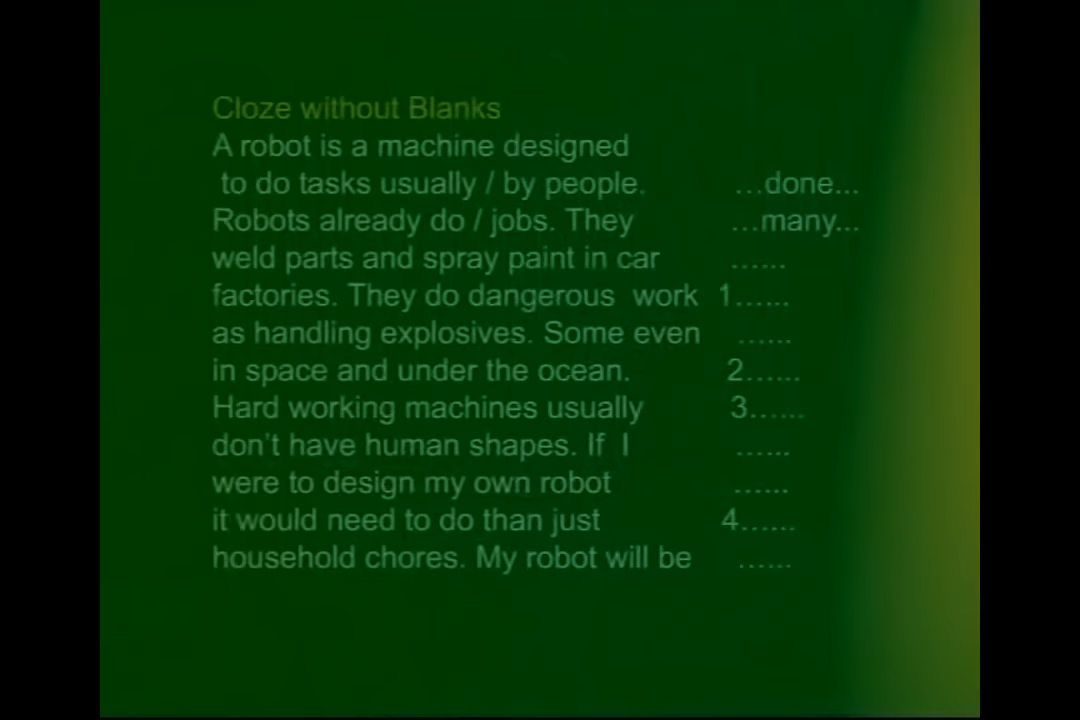 Cloze without Blanks
A robot is a machine designed
to do tasks usually / by people. ...done...
Robots already do / jobs. They ...many...
weld parts and spray paint in car ......
factories. They do dangerous work 1......
as handling explosives. Some even ......
in space and under the ocean. 2......
Hard working machines usually 3......
don't have human shapes. If I ......
were to design my own robot ......
it would need to do than just 4......
household chores. My robot will be ......